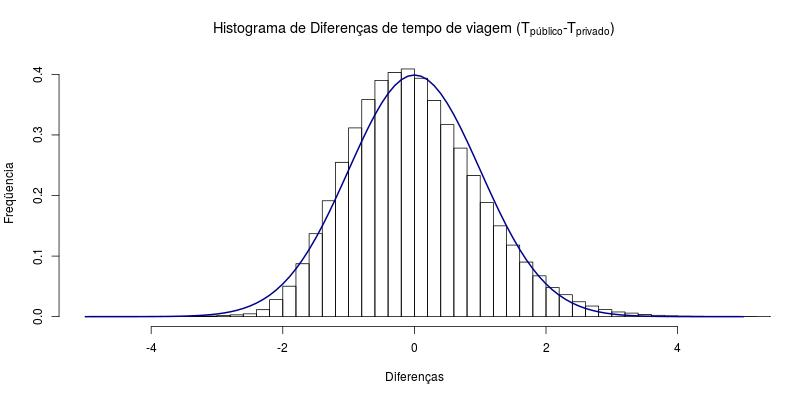 Histograma de Diferenças de tempo de viagem (Tpúblico-Tprivado)
0.4
0.3
0.2
0.1
0.0
Freqüencia
-4 -2 0 2 4
Diferenças